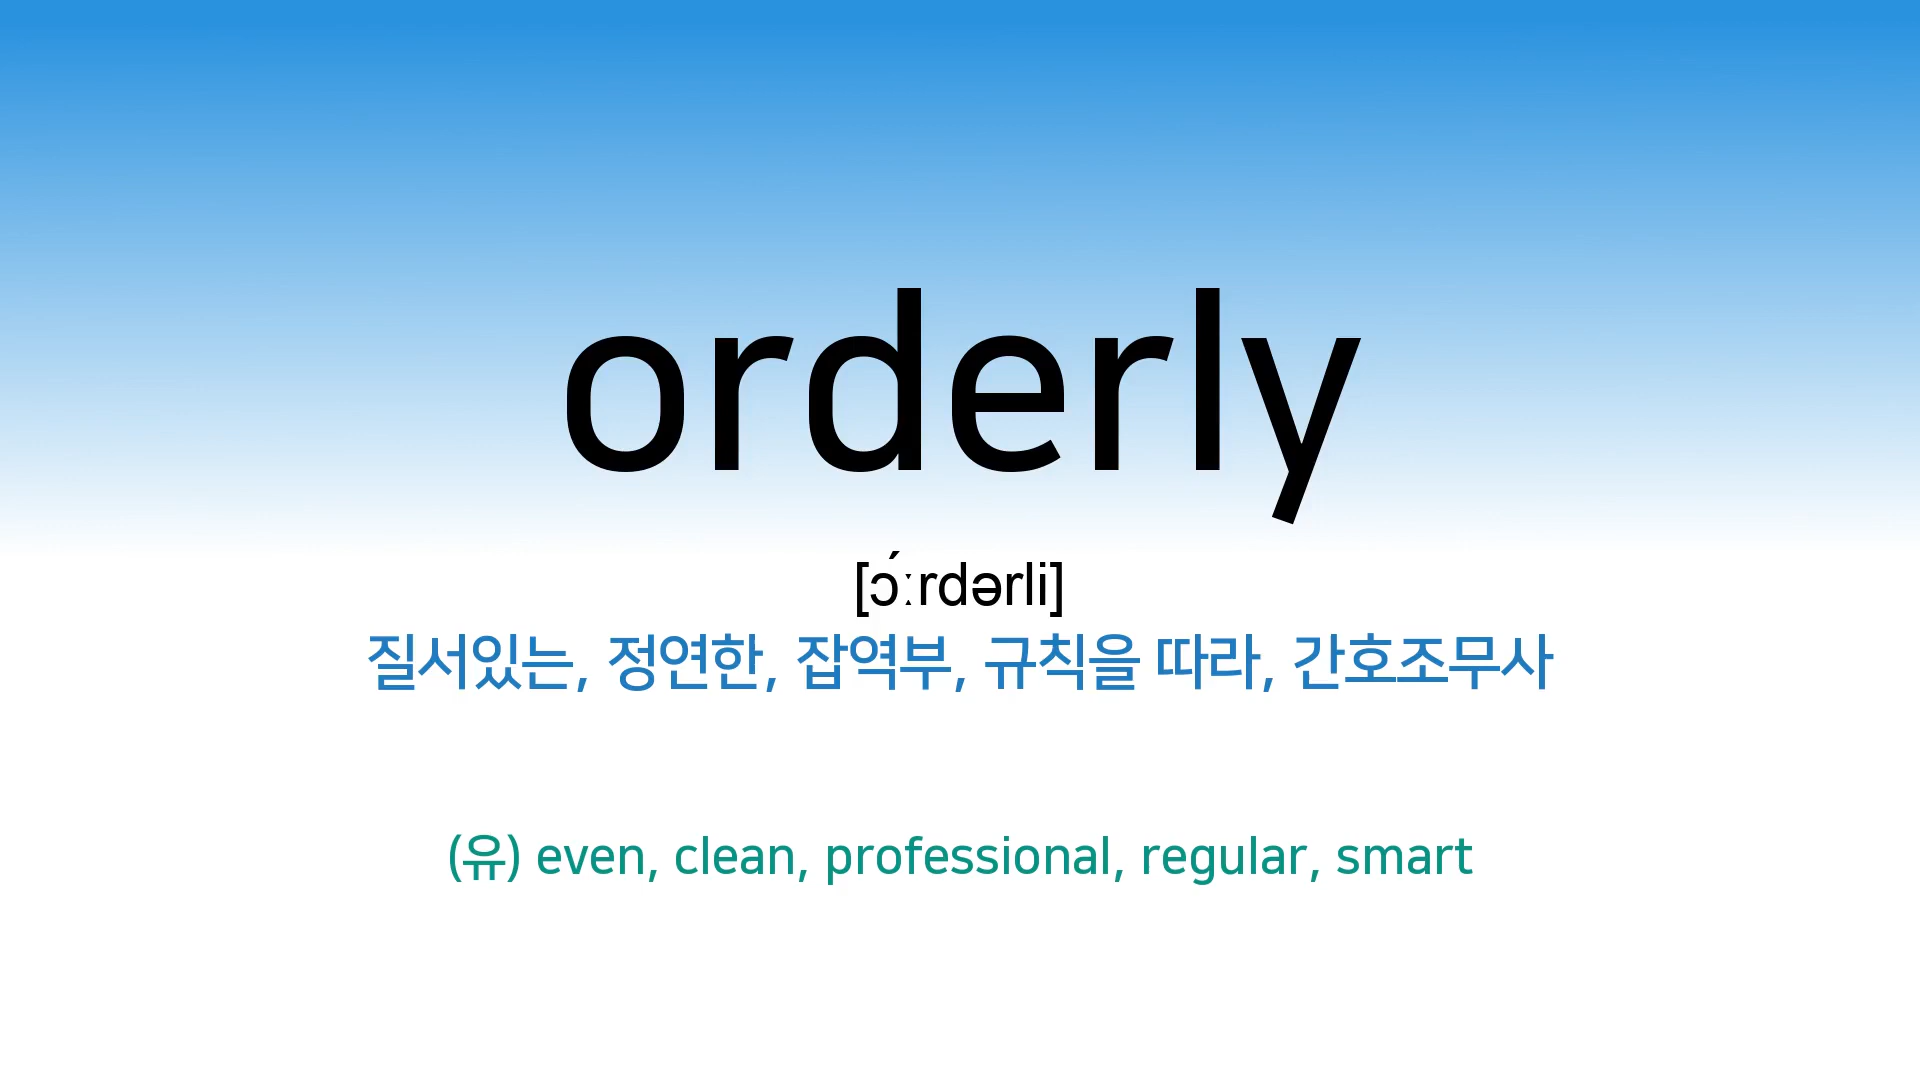 orderly
[ɔ́ːrdərli]
질서있는, 정연한, 잡역부, 규칙을 따라, 간호조무사
(유) even, clean, professional, regular, smart